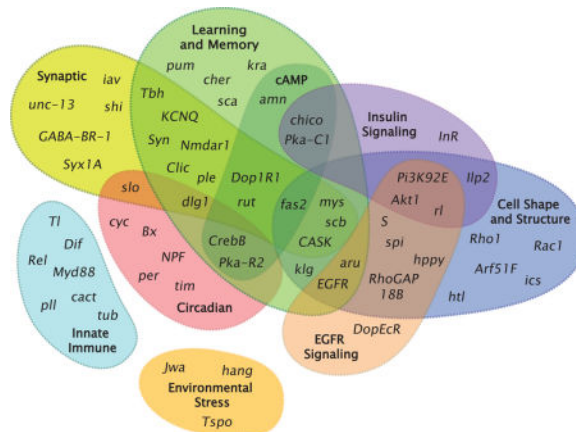 Learning and
Memory
pum
kra
cher
cAMP
sca
amn
Synaptic
iav
unc-13
shi
GABA-BR-1
Syx1A
Tbh
KCNQ
Syn
Nmdar1
Clic
ple
Dop1R1
slo
dlg1
rut
chico
Pka-C1
Insulin
Signaling
InR
Pi3K92E
Ilp2
Akt1
rl
Cell Shape
and Structure
fas2
mys
scb
CASK
S
spi
hppy
Rho1
Rac1
Arf51F
ics
htl
cyc
Bx
NPF
per
tim
Circadian
CrebB
Pka-R2
klg
aru
EGFR
RhoGAP
18B
DopEcR
EGFR
Signaling
Tl
Dif
Rel
Myd88
pll
cact
tub
Innate
Immune
Jwa
hang
Environmental
Stress
Tspo